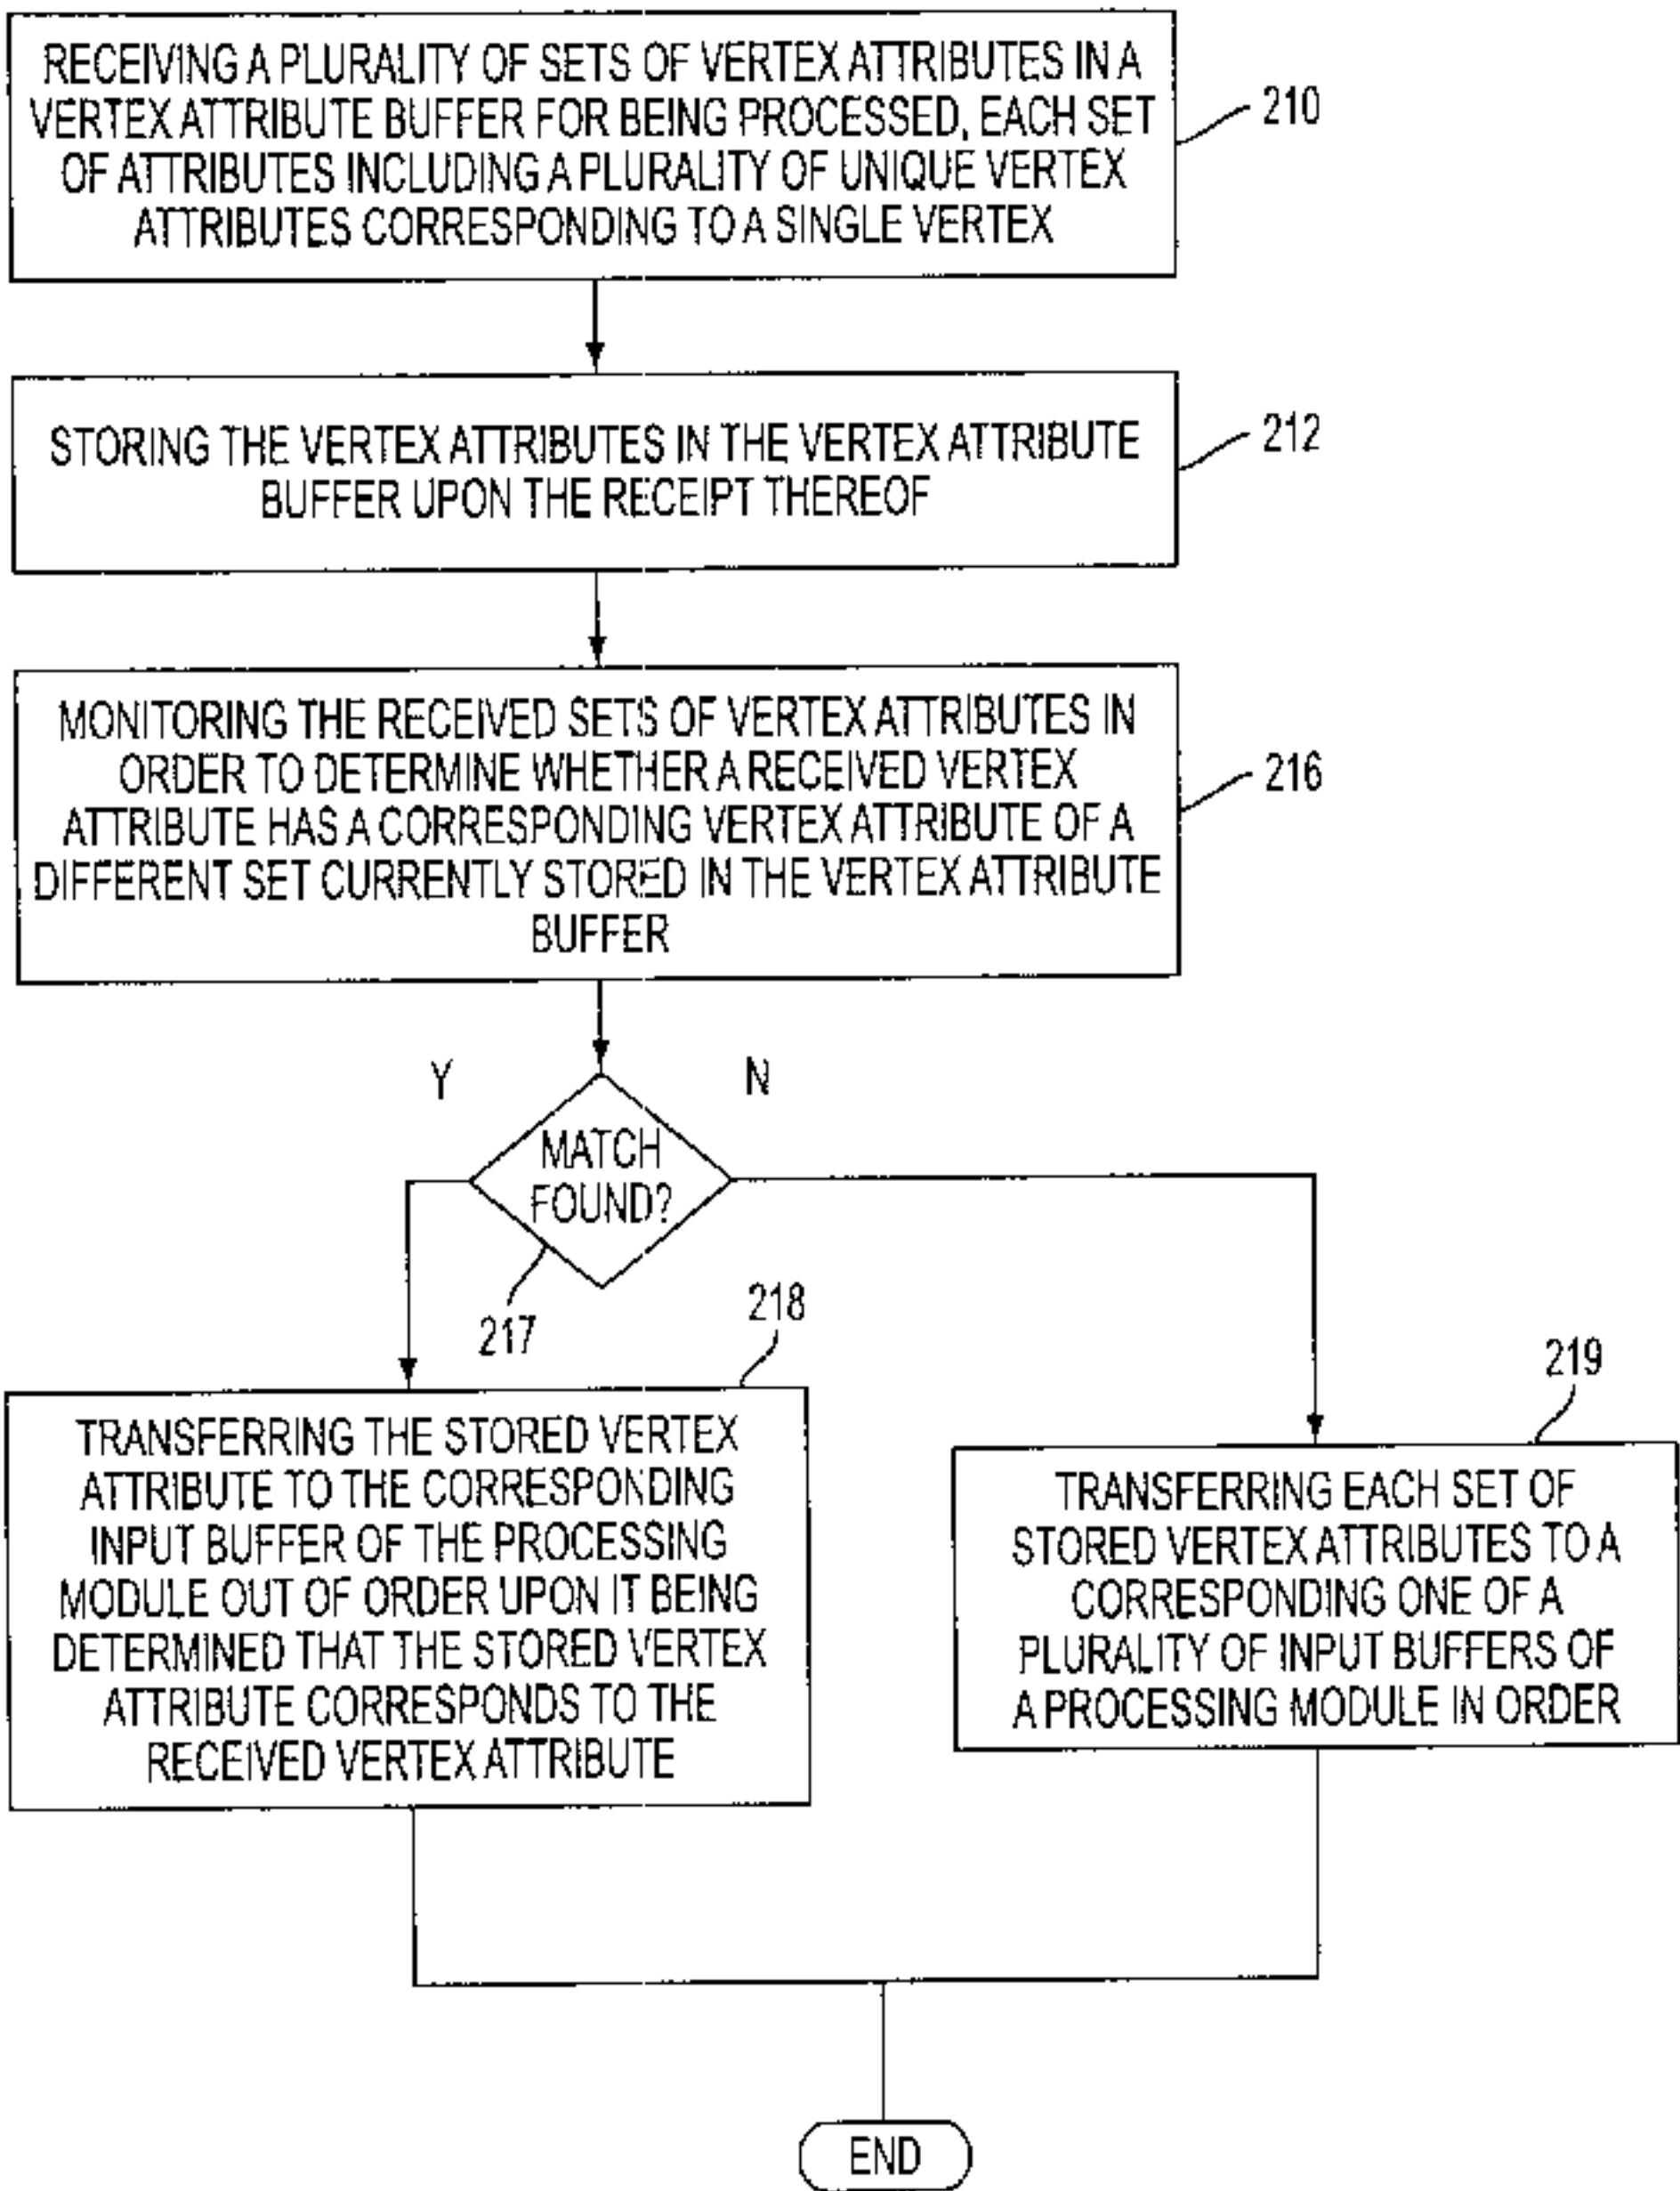 RECEIVING A PLURALITY OF SETS OF VERTEX ATTRIBUTES IN A
VERTEX ATTRIBUTE BUFFER FOR BEING PROCESSED, EACH SET
OF ATTRIBUTES INCLUDING A PLURALITY OF UNIQUE VERTEX
ATTRIBUTES CORRESPONDING TO A SINGLE VERTEX
210
STORING THE VERTEX ATTRIBUTES IN THE VERTEX ATTRIBUTE
BUFFER UPON THE RECEIPT THEREOF
212
MONITORING THE RECEIVED SETS OF VERTEX ATTRIBUTES IN
ORDER TO DETERMINE WHETHER A RECEIVED VERTEX
ATTRIBUTE HAS A CORRESPONDING VERTEX ATTRIBUTE OF A
DIFFERENT SET CURRENTLY STORED IN THE VERTEX ATTRIBUTE
BUFFER
216
Y
N
MATCH
FOUND?
217
218
TRANSFERRING THE STORED VERTEX
ATTRIBUTE TO THE CORRESPONDING
INPUT BUFFER OF THE PROCESSING
MODULE OUT OF ORDER UPON IT BEING
DETERMINED THAT THE STORED VERTEX
ATTRIBUTE CORRESPONDS TO THE
RECEIVED VERTEX ATTRIBUTE
219
TRANSFERRING EACH SET OF
STORED VERTEX ATTRIBUTES TO A
CORRESPONDING ONE OF A
PLURALITY OF INPUT BUFFERS OF
A PROCESSING MODULE IN ORDER
END